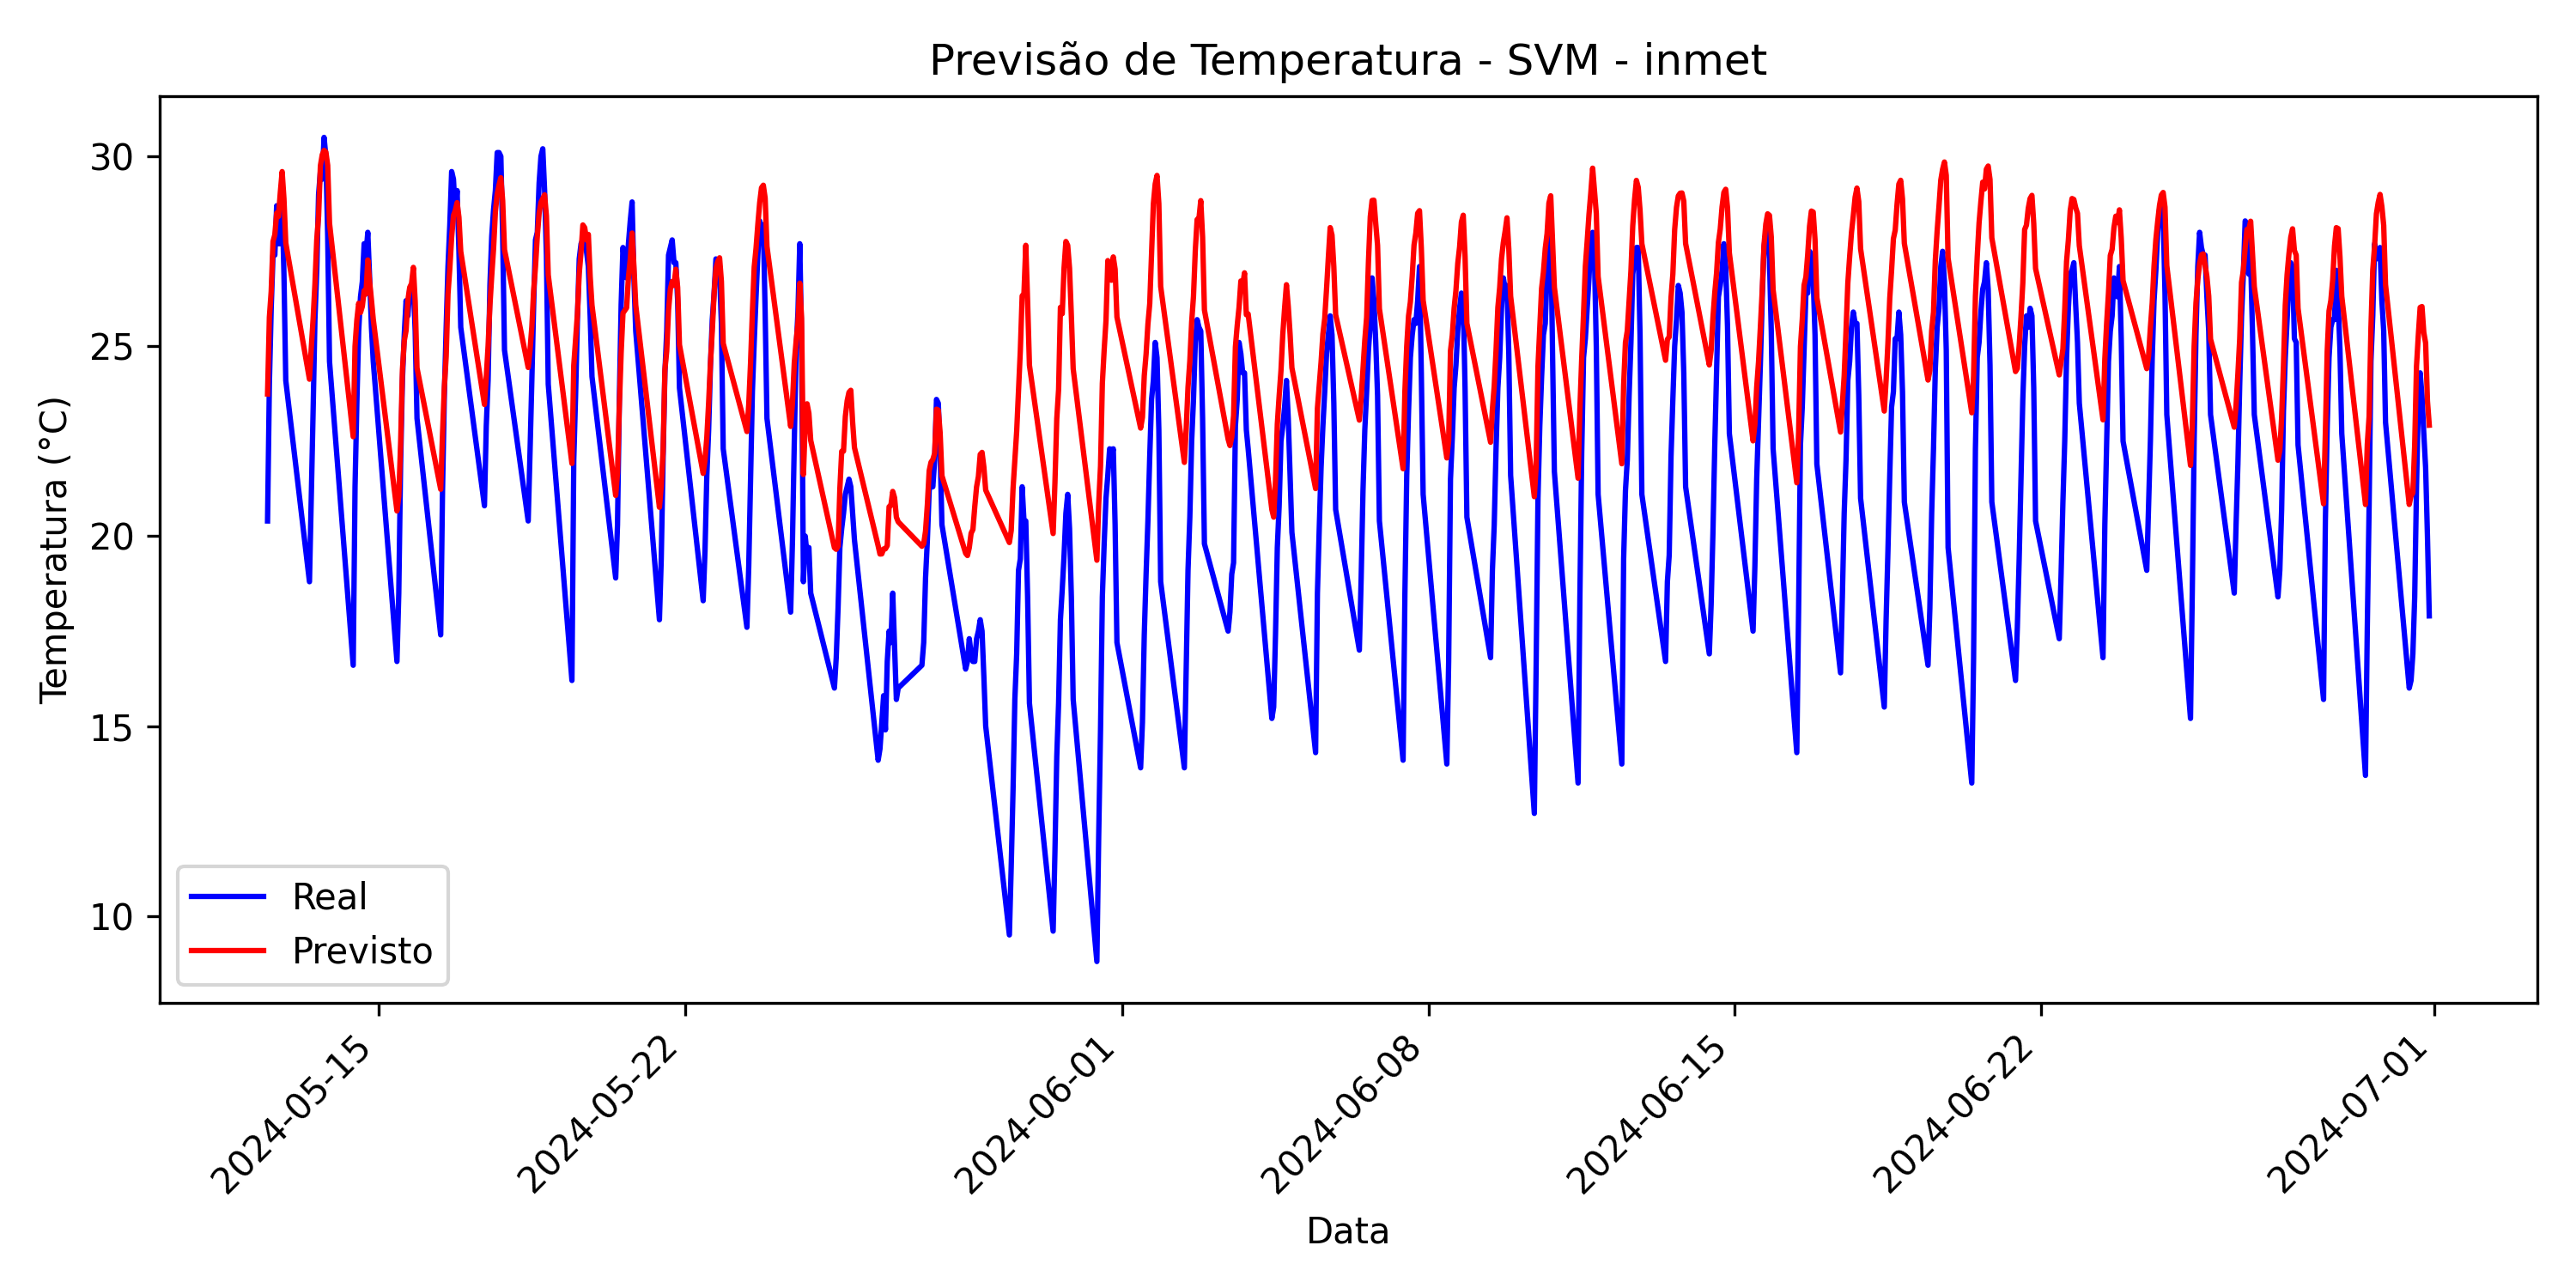 Previsão de Temperatura - SVM - inmet
Temperatura (°C)
30
25
20
15
10
Real
Previsto
2024-05-15
2024-05-22
2024-06-01
2024-06-08
2024-06-15
2024-06-22
2024-07-01
Data